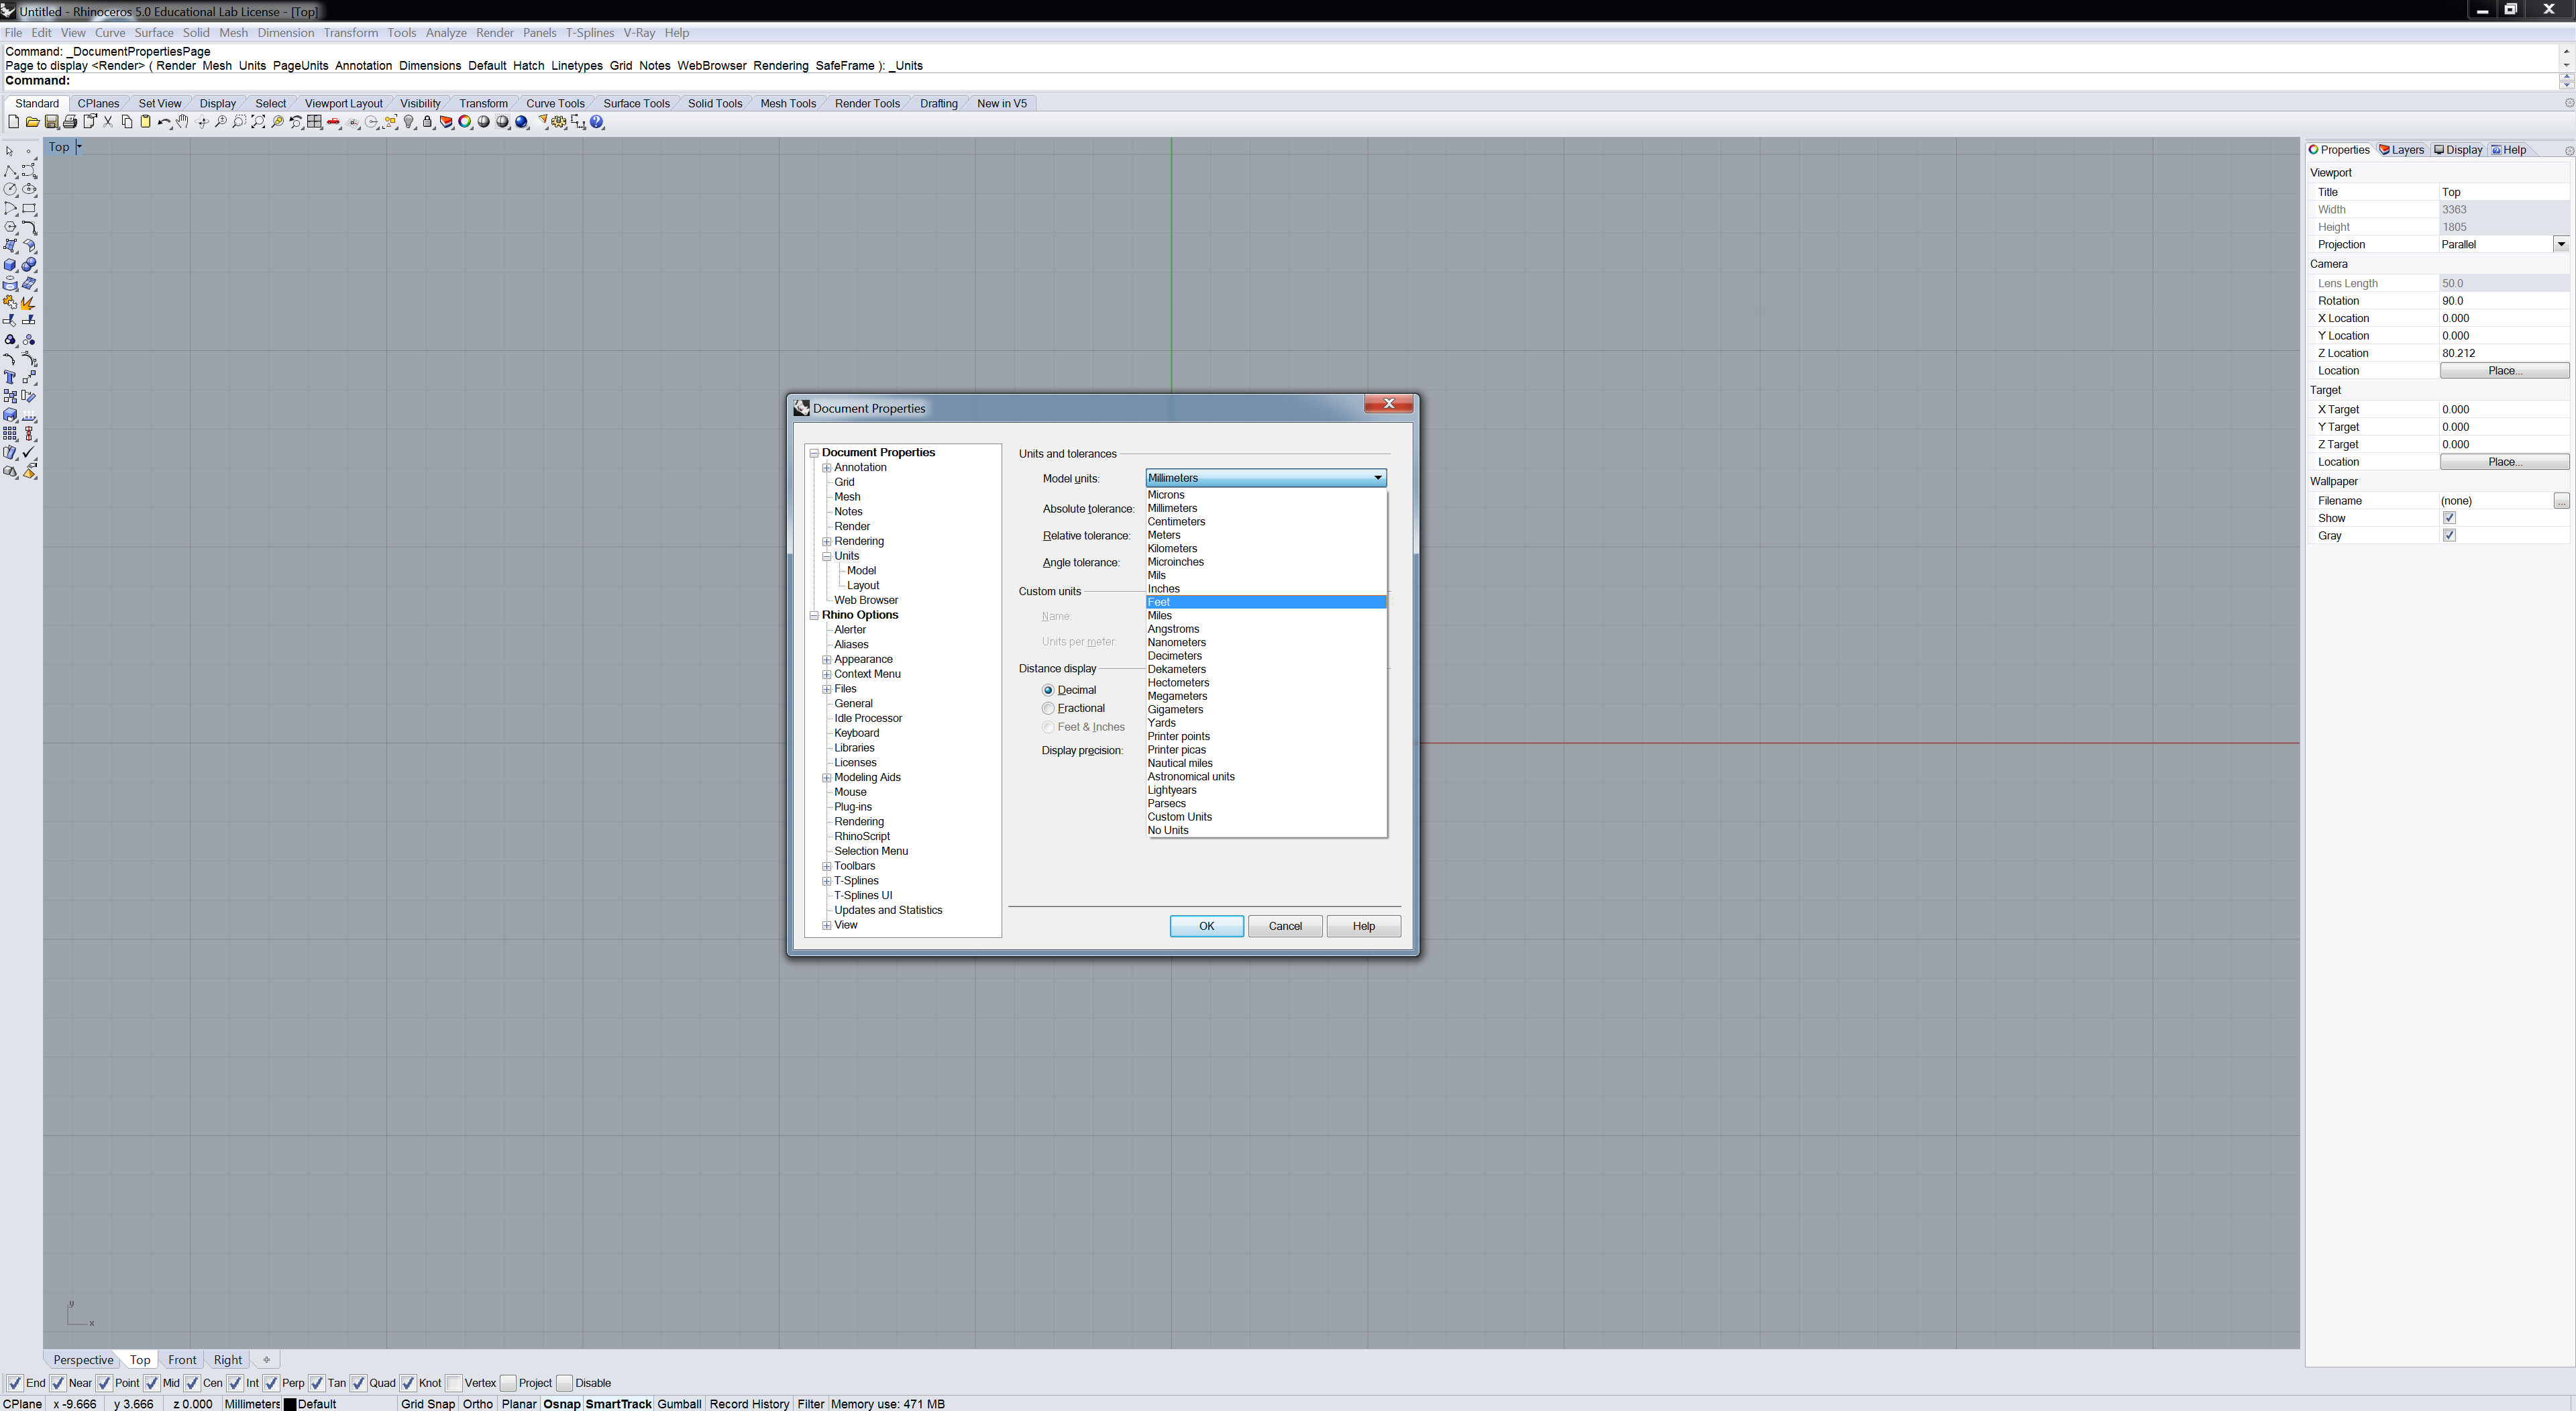 Untitled - Rhinoceros 5.0 Educational Lab License - [Top]
File Edit View Curve Surface Solid Mesh Dimension Transform Tools Analyze Render Panels T-Splines V-Ray Help
Command: _DocumentPropertiesPage
Page to display <Render> ( Render Mesh Units PageUnits Annotation Dimensions Default Hatch Linetypes Grid Notes WebBrowser Rendering SafeFrame ): _Units
Command:
Standard CPlanes Set View Display Select Viewport Layout Visibility Transform Curve Tools Surface Tools Solid Tools Mesh Tools Render Tools Drafting New in V5
Top
Properties Layers Display Help
Viewport
Title Top
Width 3363
Height 1805
Projection Parallel
Camera
Lens Length 50.0
Rotation 90.0
X Location 0.000
Y Location 0.000
Z Location 80.212
Location Place...
Target
X Target 0.000
Y Target 0.000
Z Target 0.000
Location Place...
Wallpaper
Filename (none) ...
Show
Gray
Document Properties
Document Properties
Annotation
Grid
Mesh
Notes
Render
Rendering
Units
Model
Layout
Web Browser
Rhino Options
Alerter
Aliases
Appearance
Context Menu
Files
General
Idle Processor
Keyboard
Libraries
Licenses
Modeling Aids
Mouse
Plug-ins
Rendering
RhinoScript
Selection Menu
Toolbars
T-Splines
T-Splines UI
Updates and Statistics
View
Units and tolerances
Model units: Millimeters
Absolute tolerance:
Relative tolerance:
Angle tolerance:
Custom units
Name:
Units per meter:
Distance display
Decimal
Fractional
Feet & Inches
Display precision:
Microns
Millimeters
Centimeters
Meters
Kilometers
Microinches
Mils
Inches
Feet
Miles
Angstroms
Nanometers
Decimeters
Dekameters
Hectometers
Megameters
Gigameters
Yards
Printer points
Printer picas
Nautical miles
Astronomical units
Lightyears
Parsecs
Custom Units
No Units
OK Cancel Help
y
x
Perspective Top Front Right
End Near Point Mid Cen Int Perp Tan Quad Knot Vertex Project Disable
CPlane x -9.666 y 3.666 z 0.000 Millimeters Default Grid Snap Ortho Planar Osnap SmartTrack Gumball Record History Filter Memory use: 471 MB